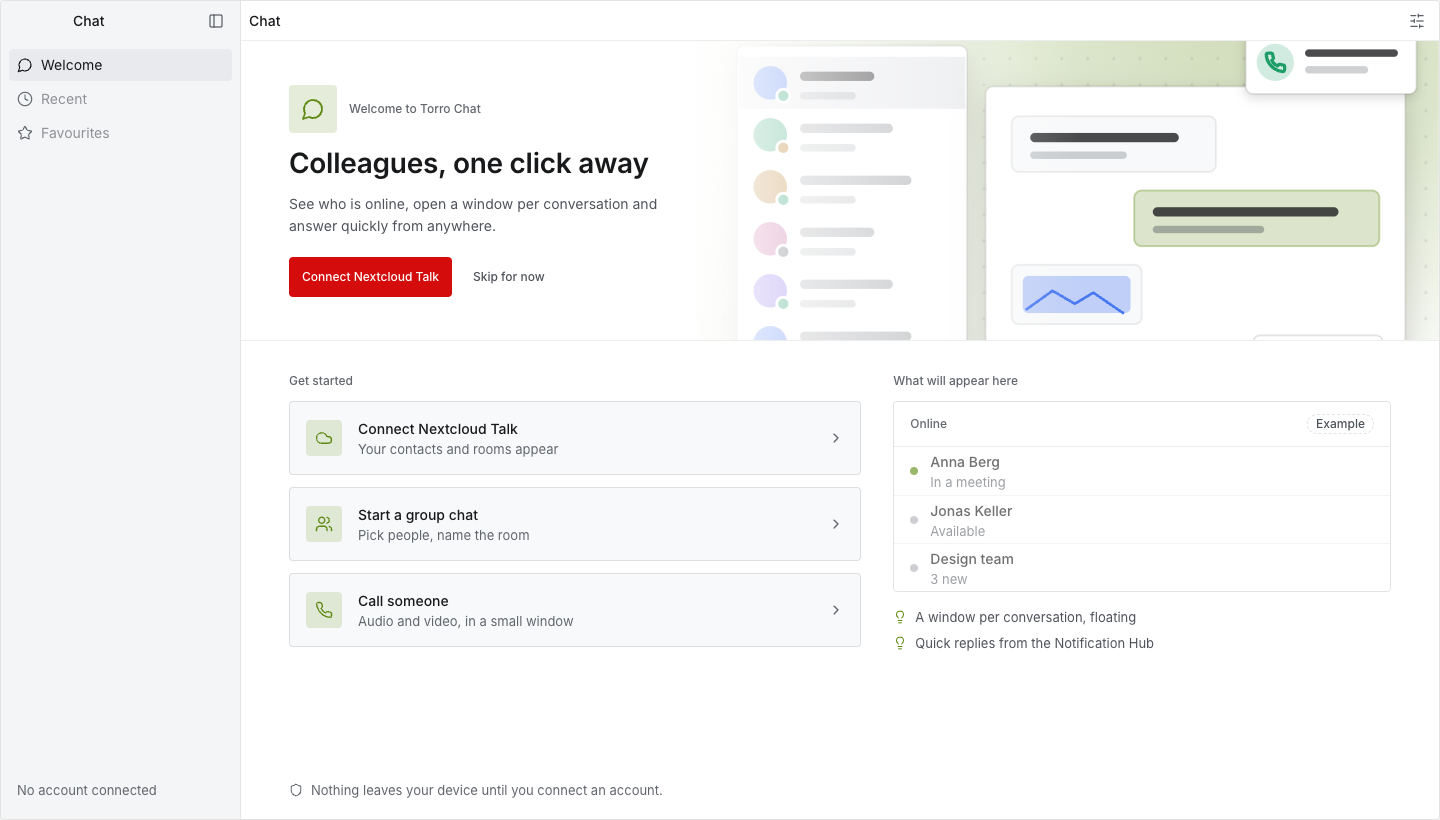 Chat
Chat
Welcome
Recent
Favourites
No account connected
Welcome to Torro Chat
Colleagues, one click away
See who is online, open a window per conversation and
answer quickly from anywhere.
Connect Nextcloud Talk
Skip for now
Get started
Connect Nextcloud Talk
Your contacts and rooms appear
Start a group chat
Pick people, name the room
Call someone
Audio and video, in a small window
What will appear here
Online
Example
Anna Berg
In a meeting
Jonas Keller
Available
Design team
3 new
A window per conversation, floating
Quick replies from the Notification Hub
Nothing leaves your device until you connect an account.